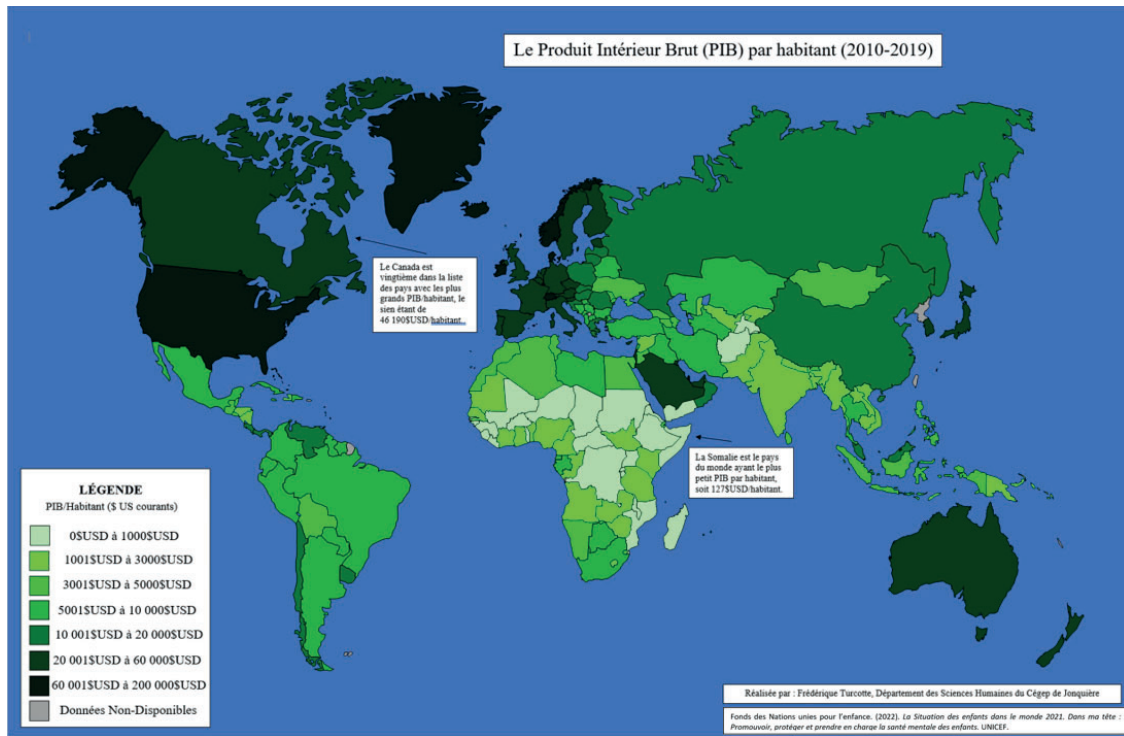 Le Produit Intérieur Brut (PIB) par habitant (2010-2019)
Le Canada est
vingtième dans la liste
des pays avec les plus
grands PIB/habitant, le
sien étant de
46 190$USD/habitant.
La Somalie est le pays
du monde ayant le plus
petit PIB par habitant,
soit 127$USD/habitant.
LÉGENDE
PIB/Habitant ($ US courants)
0$USD à 1000$USD
1001$USD à 3000$USD
3001$USD à 5000$USD
5001$USD à 10 000$USD
10 001$USD à 20 000$USD
20 001$USD à 60 000$USD
60 001$USD à 200 000$USD
Données Non-Disponibles
Réalisée par : Frédérique Turcotte, Département des Sciences Humaines du Cégep de Jonquière
Fonds des Nations unies pour l'enfance. (2022). La Situation des enfants dans le monde 2021. Dans ma tête :
Promouvoir, protéger et prendre en charge la santé mentale des enfants. UNICEF.